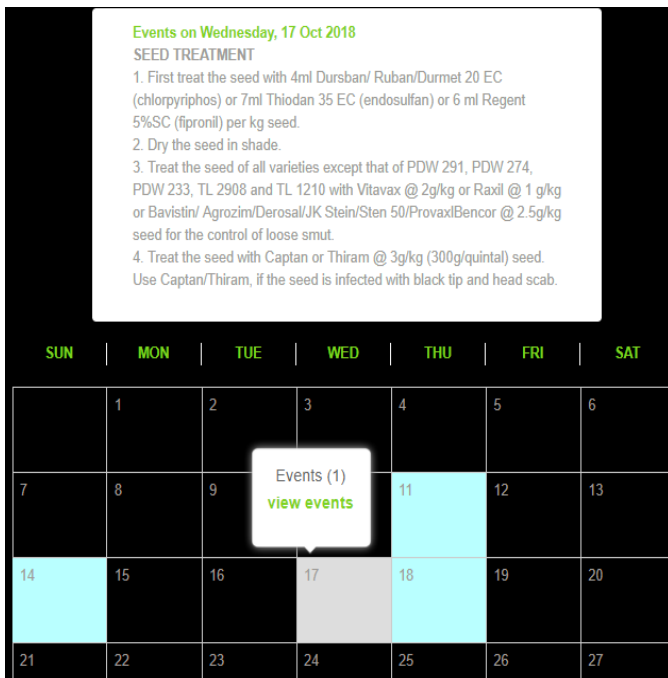 Events on Wednesday, 17 Oct 2018
SEED TREATMENT
1. First treat the seed with 4ml Dursban/ Ruban/Durmet 20 EC
(chlorpyriphos) or 7ml Thiodan 35 EC (endosulfan) or 6 ml Regent
5%SC (fipronil) per kg seed.
2. Dry the seed in shade.
3. Treat the seed of all varieties except that of PDW 291, PDW 274,
PDW 233, TL 2908 and TL 1210 with Vitavax @ 2g/kg or Raxil @ 1 g/kg
or Bavistin/ Agrozim/Derosal/JK Stein/Sten 50/ProvaxlBencor @ 2.5g/kg
seed for the control of loose smut.
4. Treat the seed with Captan or Thiram @ 3g/kg (300g/quintal) seed.
Use Captan/Thiram, if the seed is infected with black tip and head scab.
SUN MON TUE WED THU FRI SAT
1 2 3 4 5 6
Events (1)
view events
7 8 9 11 12 13
14 15 16 17 18 19 20
21 22 23 24 25 26 27